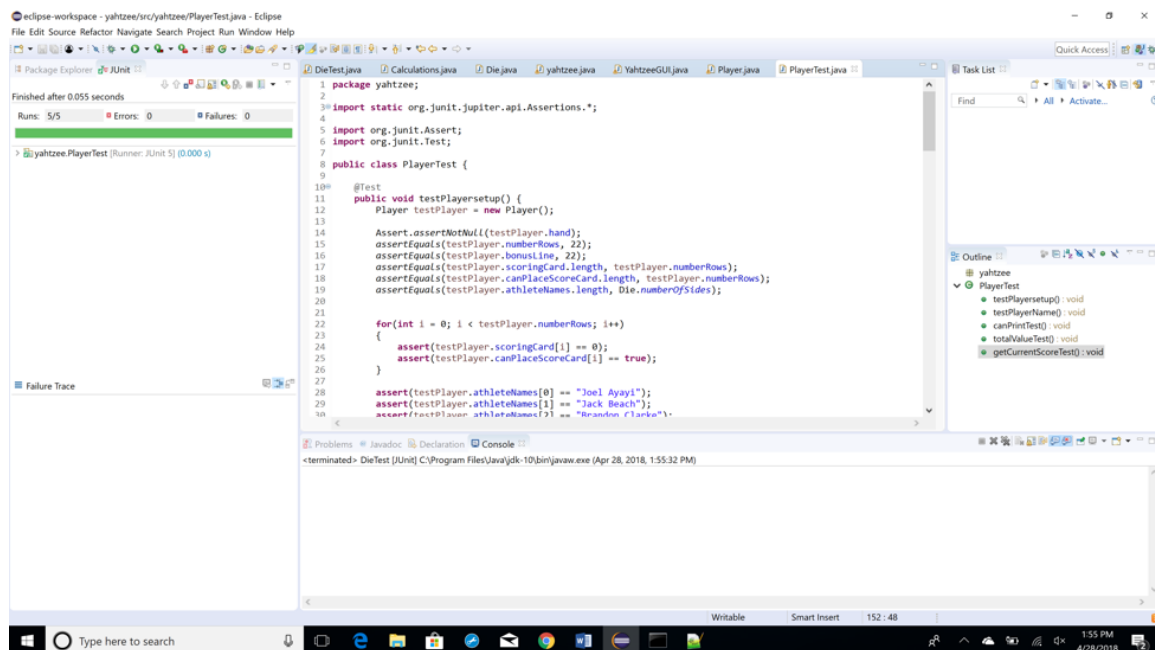 eclipse-workspace - yahtzee/src/yahtzee/PlayerTest.java - Eclipse
File Edit Source Refactor Navigate Search Project Run Window Help
Quick Access
Package Explorer JUnit
Finished after 0.055 seconds
Runs: 5/5 Errors: 0 Failures: 0
yahtzee.PlayerTest [Runner: JUnit 5] (0.000 s)
Failure Trace
DieTest.java Calculations.java Die.java yahtzee.java YahtzeeGUI.java Player.java PlayerTest.java
1 package yahtzee;
2
3 import static org.junit.jupiter.api.Assertions.*;
4
5 import org.junit.Assert;
6 import org.junit.Test;
7
8 public class PlayerTest {
9
10 @Test
11 public void testPlayersetup() {
12 Player testPlayer = new Player();
13
14 Assert.assertNotNull(testPlayer.hand);
15 assertEquals(testPlayer.numberRows, 22);
16 assertEquals(testPlayer.bonusLine, 22);
17 assertEquals(testPlayer.scoringCard.length, testPlayer.numberRows);
18 assertEquals(testPlayer.canPlaceScoreCard.length, testPlayer.numberRows);
19 assertEquals(testPlayer.athleteNames.length, Die.numberOfSides);
20
21
22 for(int i = 0; i < testPlayer.numberRows; i++)
23 {
24 assert(testPlayer.scoringCard[i] == 0);
25 assert(testPlayer.canPlaceScoreCard[i] == true);
26 }
27
28 assert(testPlayer.athleteNames[0] == "Joel Ayayi");
29 assert(testPlayer.athleteNames[1] == "Jack Beach");
30 assert(testPlayer.athleteNames[2] == "Brandon Clarke");
Task List
Find All Activate...
Outline
yahtzee
PlayerTest
testPlayersetup() : void
testPlayerName() : void
canPrintTest() : void
totalValueTest() : void
getCurrentScoreTest() : void
Problems Javadoc Declaration Console
<terminated> DieTest [JUnit] C:\Program Files\Java\jdk-10\bin\javaw.exe (Apr 28, 2018, 1:55:32 PM)
Writable Smart Insert 152 : 48
Type here to search
1:55 PM
4/28/2018